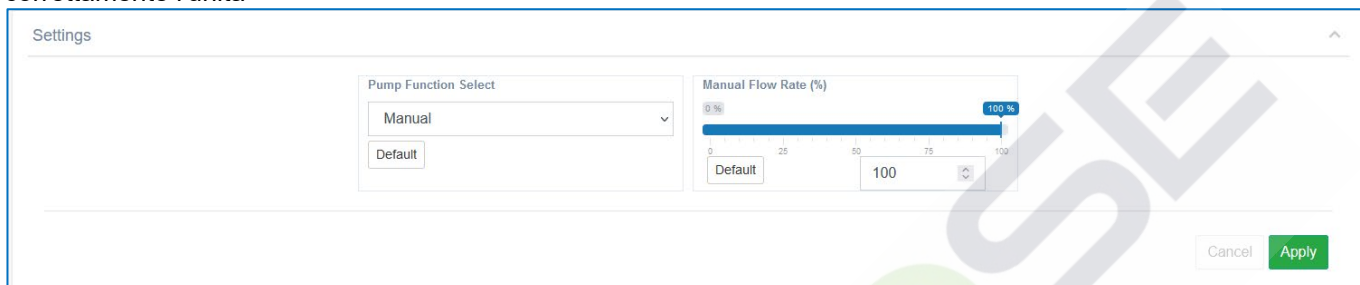 Settings
Pump Function Select
Manual
Default
Manual Flow Rate (%)
0 %
100 %
0 25 50 75 100
Default
100
Cancel Apply